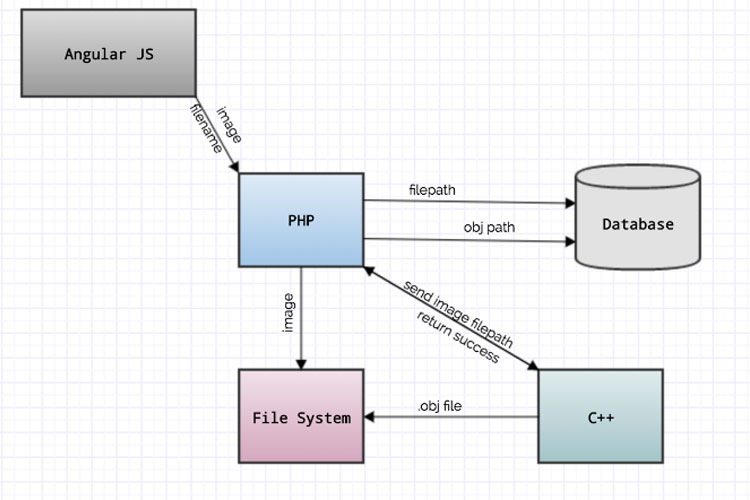 Angular JS
image
filename
PHP
filepath
obj path
Database
image
send image filepath
return success
File System
.obj file
C++